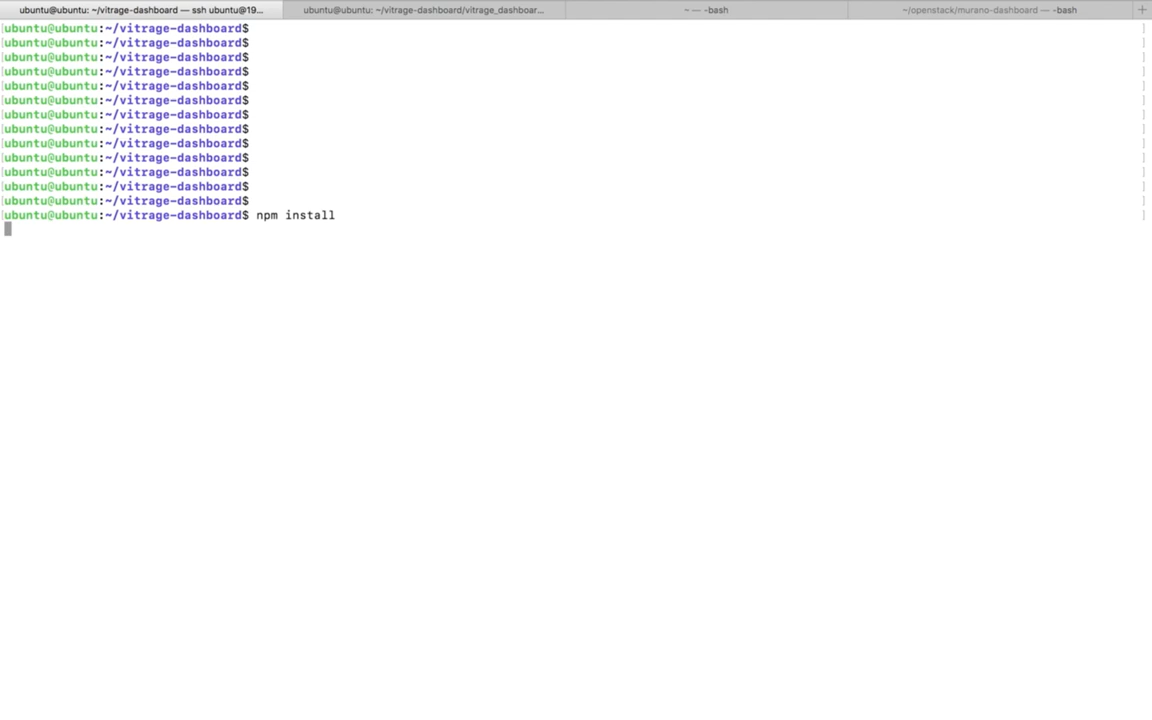 ubuntu@ubuntu: ~/vitrage-dashboard — ssh ubuntu@19...
ubuntu@ubuntu: ~/vitrage-dashboard/vitrage_dashboar...
~ — -bash
~/openstack/murano-dashboard — -bash
+
ubuntu@ubuntu:~/vitrage-dashboard$
ubuntu@ubuntu:~/vitrage-dashboard$
ubuntu@ubuntu:~/vitrage-dashboard$
ubuntu@ubuntu:~/vitrage-dashboard$
ubuntu@ubuntu:~/vitrage-dashboard$
ubuntu@ubuntu:~/vitrage-dashboard$
ubuntu@ubuntu:~/vitrage-dashboard$
ubuntu@ubuntu:~/vitrage-dashboard$
ubuntu@ubuntu:~/vitrage-dashboard$
ubuntu@ubuntu:~/vitrage-dashboard$
ubuntu@ubuntu:~/vitrage-dashboard$
ubuntu@ubuntu:~/vitrage-dashboard$
ubuntu@ubuntu:~/vitrage-dashboard$
ubuntu@ubuntu:~/vitrage-dashboard$ npm install